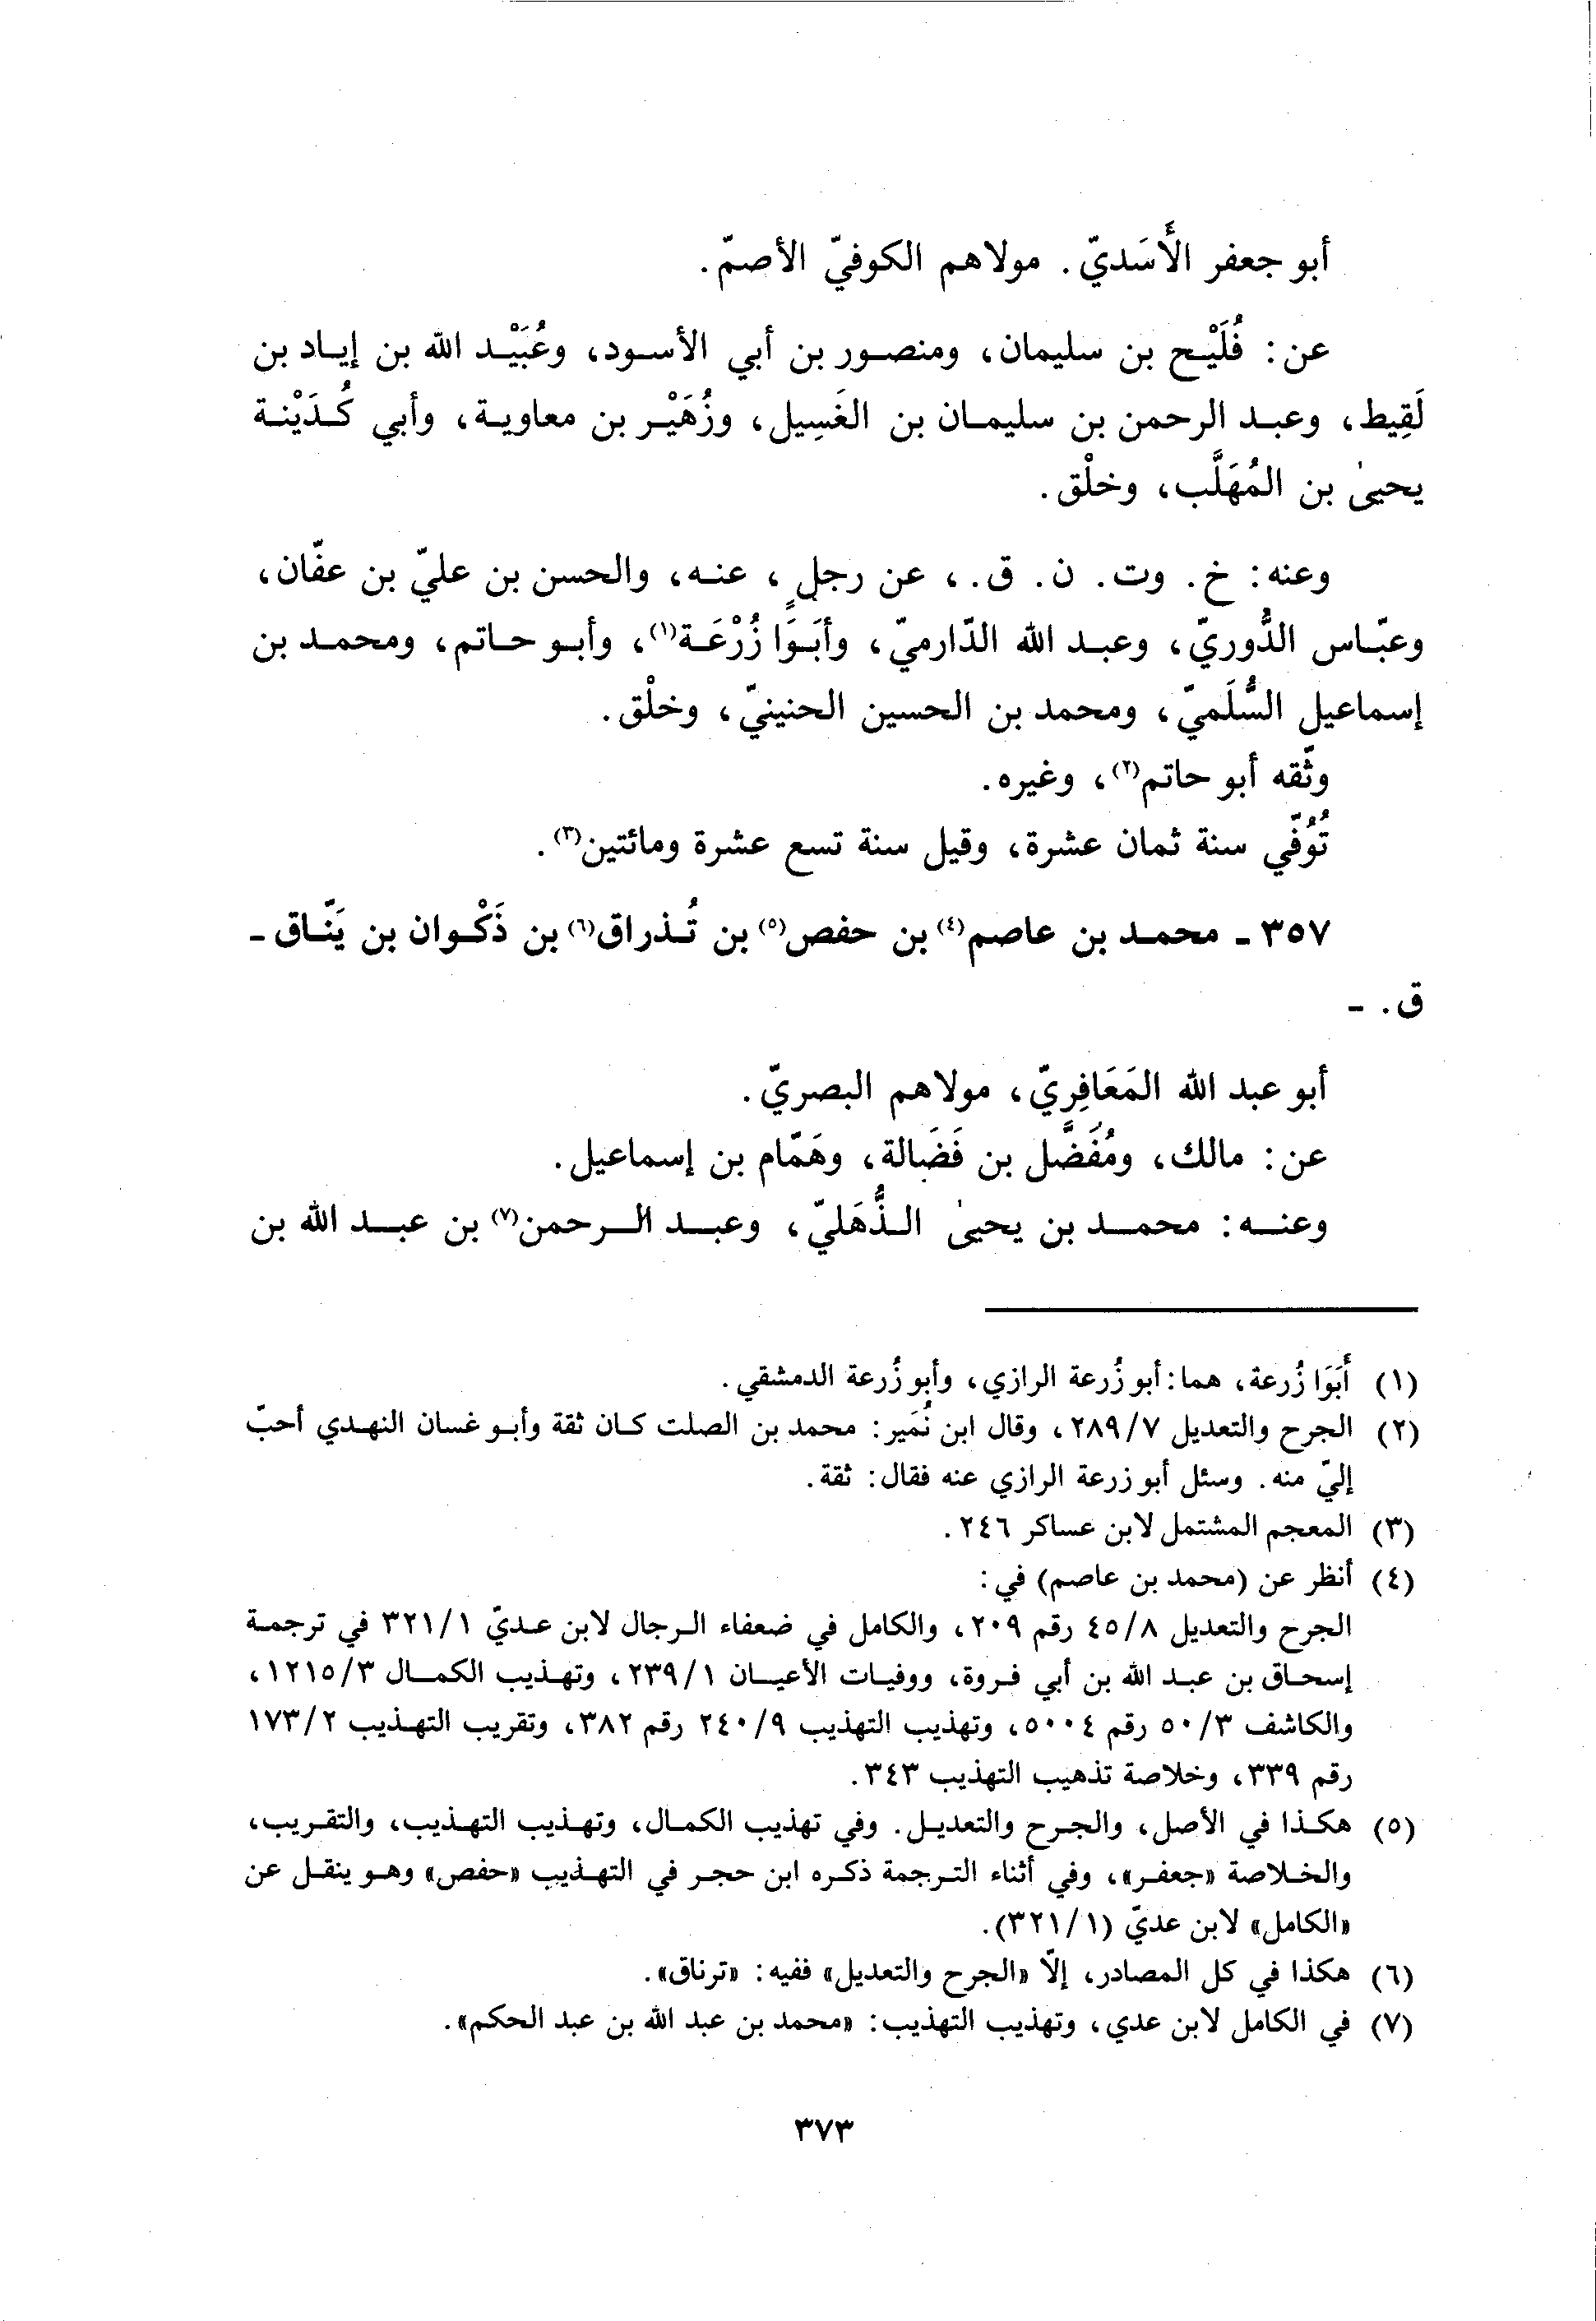 أبو جعفر الأَسَديّ. مولاهم الكوفيّ الأصمّ.
عن: فُلَيْح بن سليمان، ومنصور بن أبي الأسود، وعُبَيْد الله بن إياد بن
لَقِيط، وعبد الرحمن بن سليمان بن الغَسِيل، وزُهَيْر بن معاوية، وأبي كُدَيْنة
يحيىٰ بن المُهَلَّب، وخلْق.
وعنه: خ. وت. ن. ق.، عن رجلٍ، عنه، والحسن بن عليّ بن عفّان،
وعبّاس الدُّوريّ، وعبد الله الدّارميّ، وأبَوَا زُرْعَة(١)، وأبو حاتم، ومحمد بن
إسماعيل السُّلَميّ، ومحمد بن الحسين الحنينيّ، وخلْق.
وثّقه أبو حاتم(٢)، وغيره.
تُوُفّي سنة ثمان عشرة، وقيل سنة تسع عشرة ومائتين(٣).
٣٥٧ ـ محمد بن عاصم(٤) بن حفص(٥) بن تُذراق(٦) بن ذَكْوان بن يَنّاق ـ
ق. ـ
أبو عبد الله المَعَافِريّ، مولاهم البصريّ.
عن: مالك، ومُفَضَّل بن فَضَالة، وهَمّام بن إسماعيل.
وعنه: محمد بن يحيىٰ الذُّهَليّ، وعبد الرحمن(٧) بن عبد الله بن
(١) أَبَوَا زُرعة، هما: أبو زُرعة الرازي، وأبو زُرعة الدمشقي.
(٢) الجرح والتعديل ٢٨٩/٧، وقال ابن نُمَير: محمد بن الصلت كان ثقة وأبو غسان النهدي أحبّ
إليّ منه. وسئل أبو زرعة الرازي عنه فقال: ثقة.
(٣) المعجم المشتمل لابن عساكر ٢٤٦.
(٤) أنظر عن (محمد بن عاصم) في:
الجرح والتعديل ٤٥/٨ رقم ٢٠٩، والكامل في ضعفاء الرجال لابن عديّ ٣٢١/١ في ترجمة
إسحاق بن عبد الله بن أبي فروة، ووفيات الأعيان ٢٣٩/١، وتهذيب الكمال ١٢١٥/٣،
والكاشف ٥٠/٣ رقم ٥٠٠٤، وتهذيب التهذيب ٢٤٠/٩ رقم ٣٨٢، وتقريب التهذيب ١٧٣/٢
رقم ٣٣٩، وخلاصة تذهيب التهذيب ٣٤٣.
(٥) هكذا في الأصل، والجرح والتعديل. وفي تهذيب الكمال، وتهذيب التهذيب، والتقريب،
والخلاصة «جعفر»، وفي أثناء الترجمة ذكره ابن حجر في التهذيب «حفص» وهو ينقل عن
«الكامل» لابن عديّ (٣٢١/١).
(٦) هكذا في كل المصادر، إلّا «الجرح والتعديل» ففيه: «ترناق».
(٧) في الكامل لابن عدي، وتهذيب التهذيب: «محمد بن عبد الله بن عبد الحكم».
٣٧٣